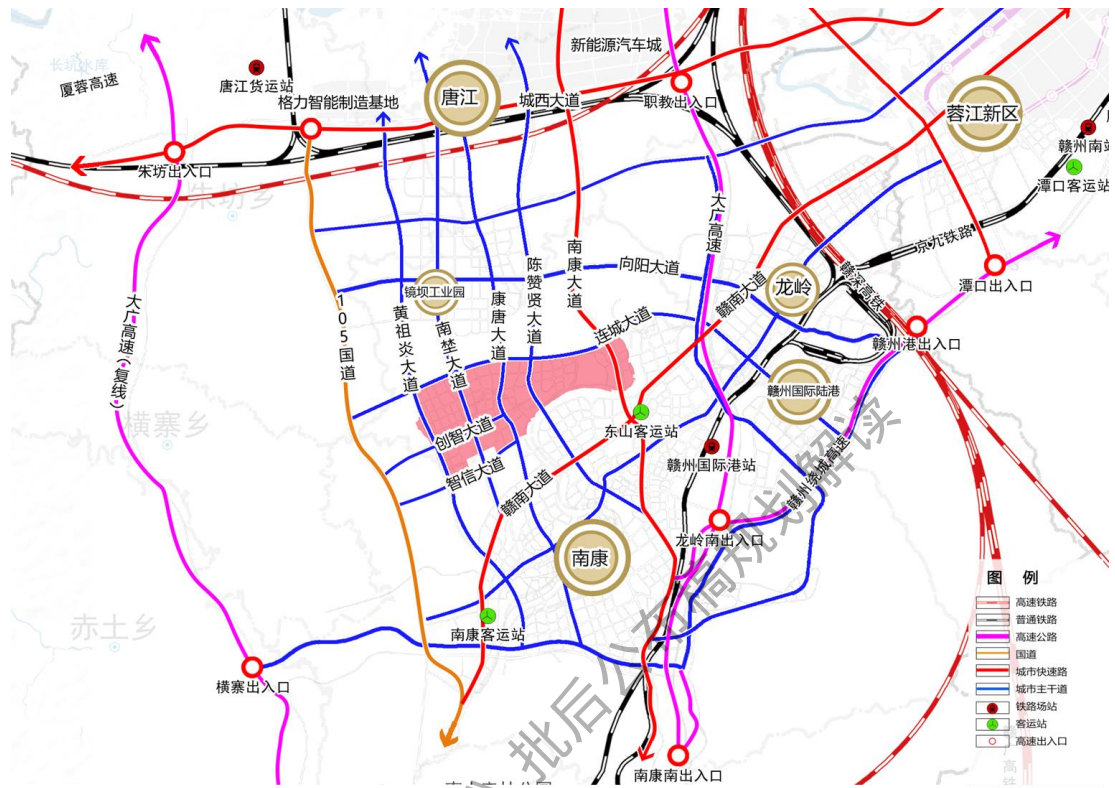 新能源汽车城
长坑水库
厦蓉高速
唐江货运站
格力智能制造基地
唐江
城西大道
职教出入口
蓉江新区
赣州南站
朱坊出入口
潭口客运站
朱坊乡
大广高速
京九铁路
南康大道
向阳大道
陈赞贤大道
龙岭
赣深高铁
潭口出入口
镜坝工业园
康唐大道
赣南大道
105国道
黄祖炎大道
南埜大道
连城大道
赣州港出入口
大广高速(复线)
赣州国际陆港
横寨乡
创智大道
东山客运站
智信大道
赣州国际港站
赣州绕城高速
赣南大道
龙岭南出入口
南康
图 例
高速铁路
普通铁路
高速公路
国道
城市快速路
城市主干道
铁路场站
客运站
高速出入口
赤土乡
南康客运站
横寨出入口
南康南出入口
批后公布稿规划解读